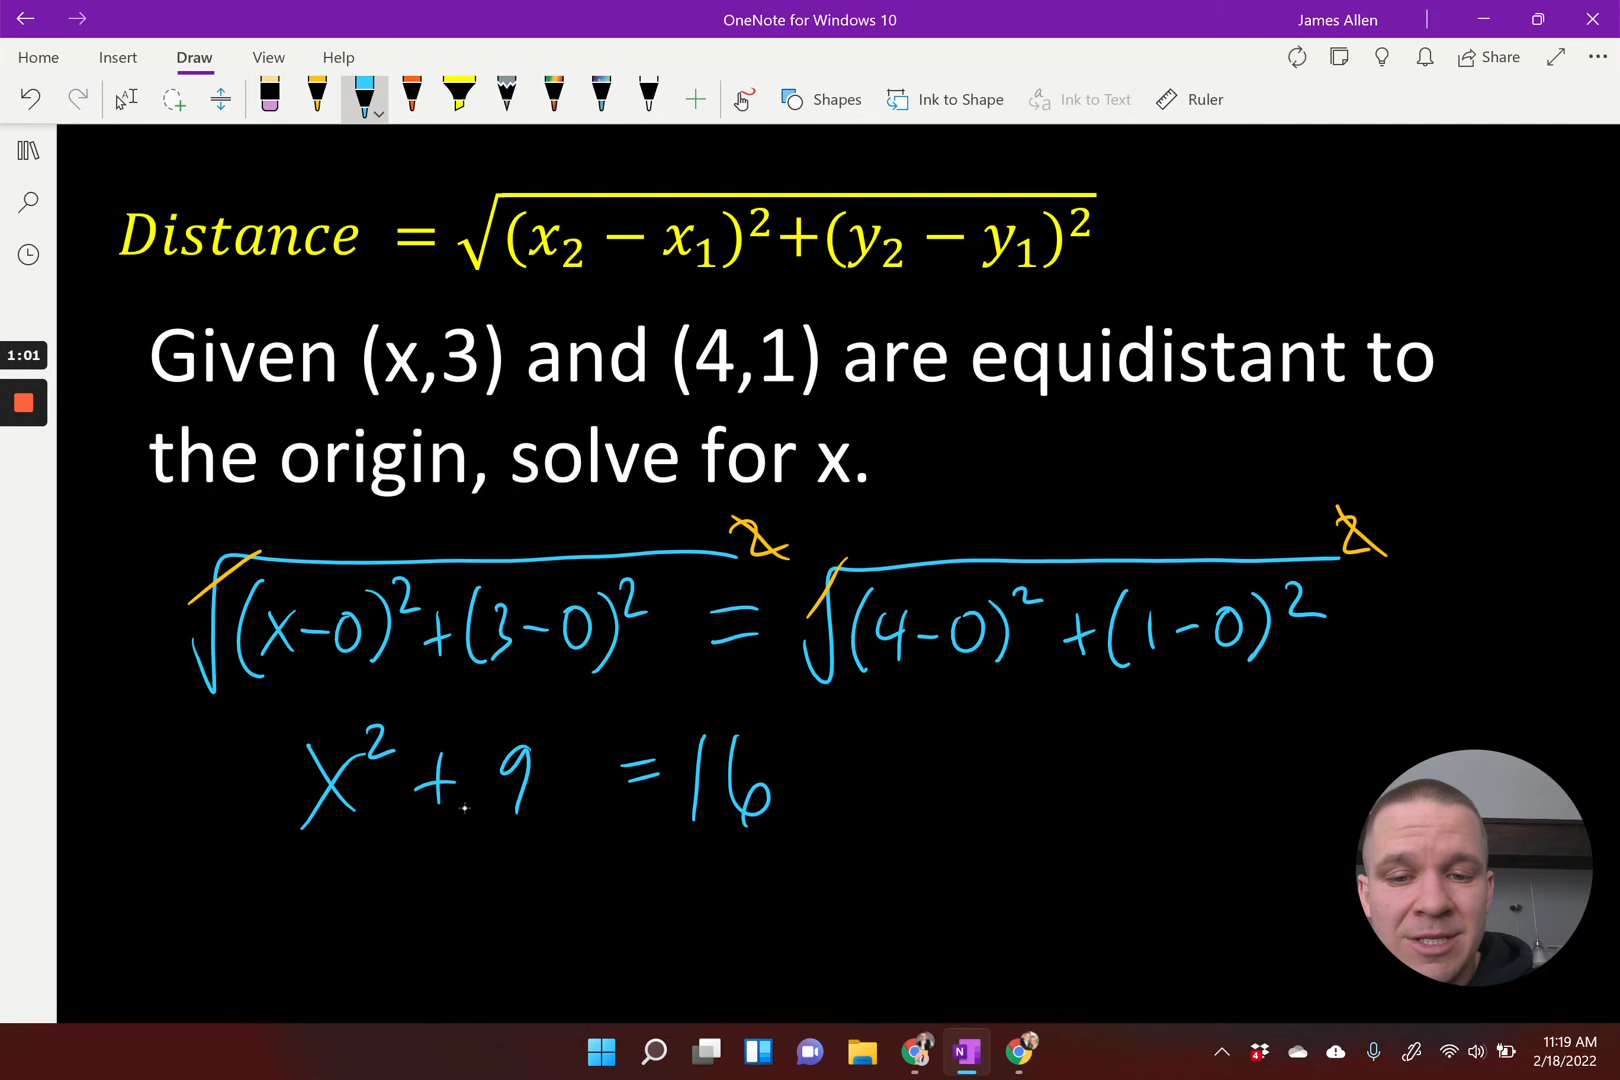 OneNote for Windows 10
James Allen
Home Insert Draw View Help
Share
Shapes Ink to Shape Ink to Text Ruler
Distance = √(x₂ − x₁)²+(y₂ − y₁)²
1:01
Given (x,3) and (4,1) are equidistant to
the origin, solve for x.
2 2
√(x-0)²+(3-0)² = √(4-0)² +(1-0)²
x² + 9 = 16
4
N
11:19 AM
2/18/2022